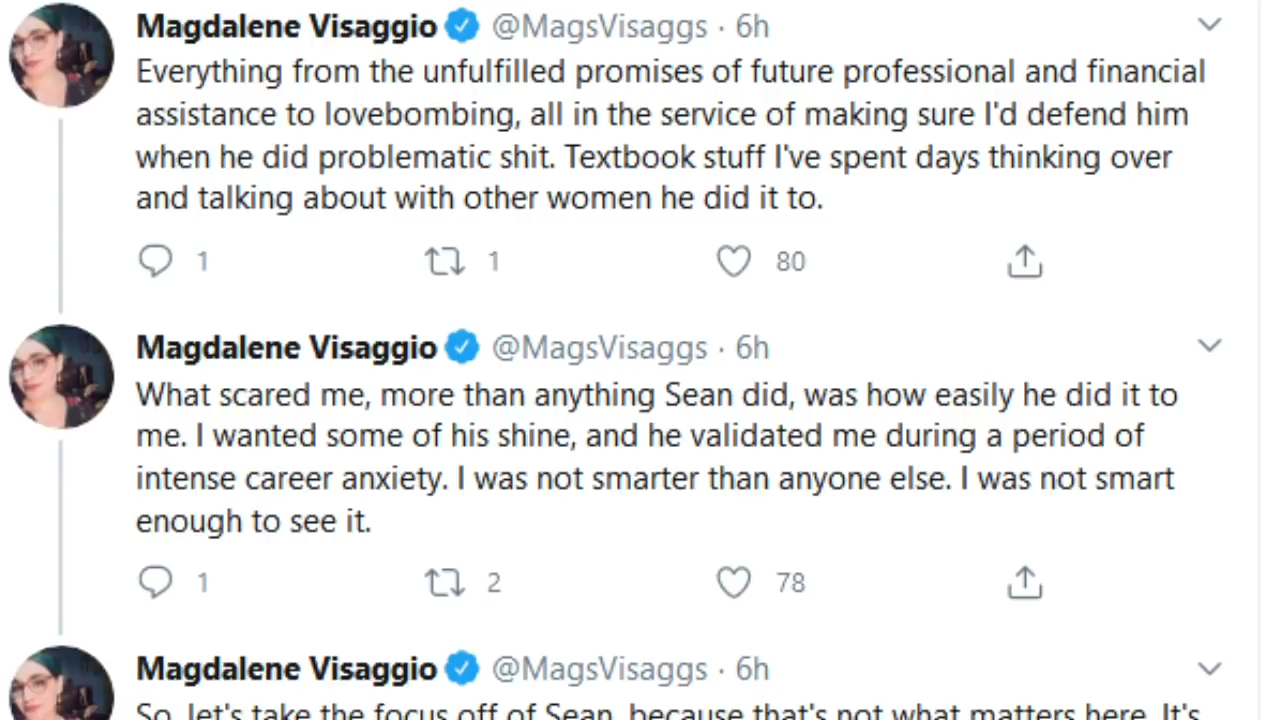 Magdalene Visaggio @MagsVisaggs · 6h
Everything from the unfulfilled promises of future professional and financial
assistance to lovebombing, all in the service of making sure I'd defend him
when he did problematic shit. Textbook stuff I've spent days thinking over
and talking about with other women he did it to.
1 1 80
Magdalene Visaggio @MagsVisaggs · 6h
What scared me, more than anything Sean did, was how easily he did it to
me. I wanted some of his shine, and he validated me during a period of
intense career anxiety. I was not smarter than anyone else. I was not smart
enough to see it.
1 2 78
Magdalene Visaggio @MagsVisaggs · 6h
So, let's take the focus off of Sean, because that's not what matters here. It's